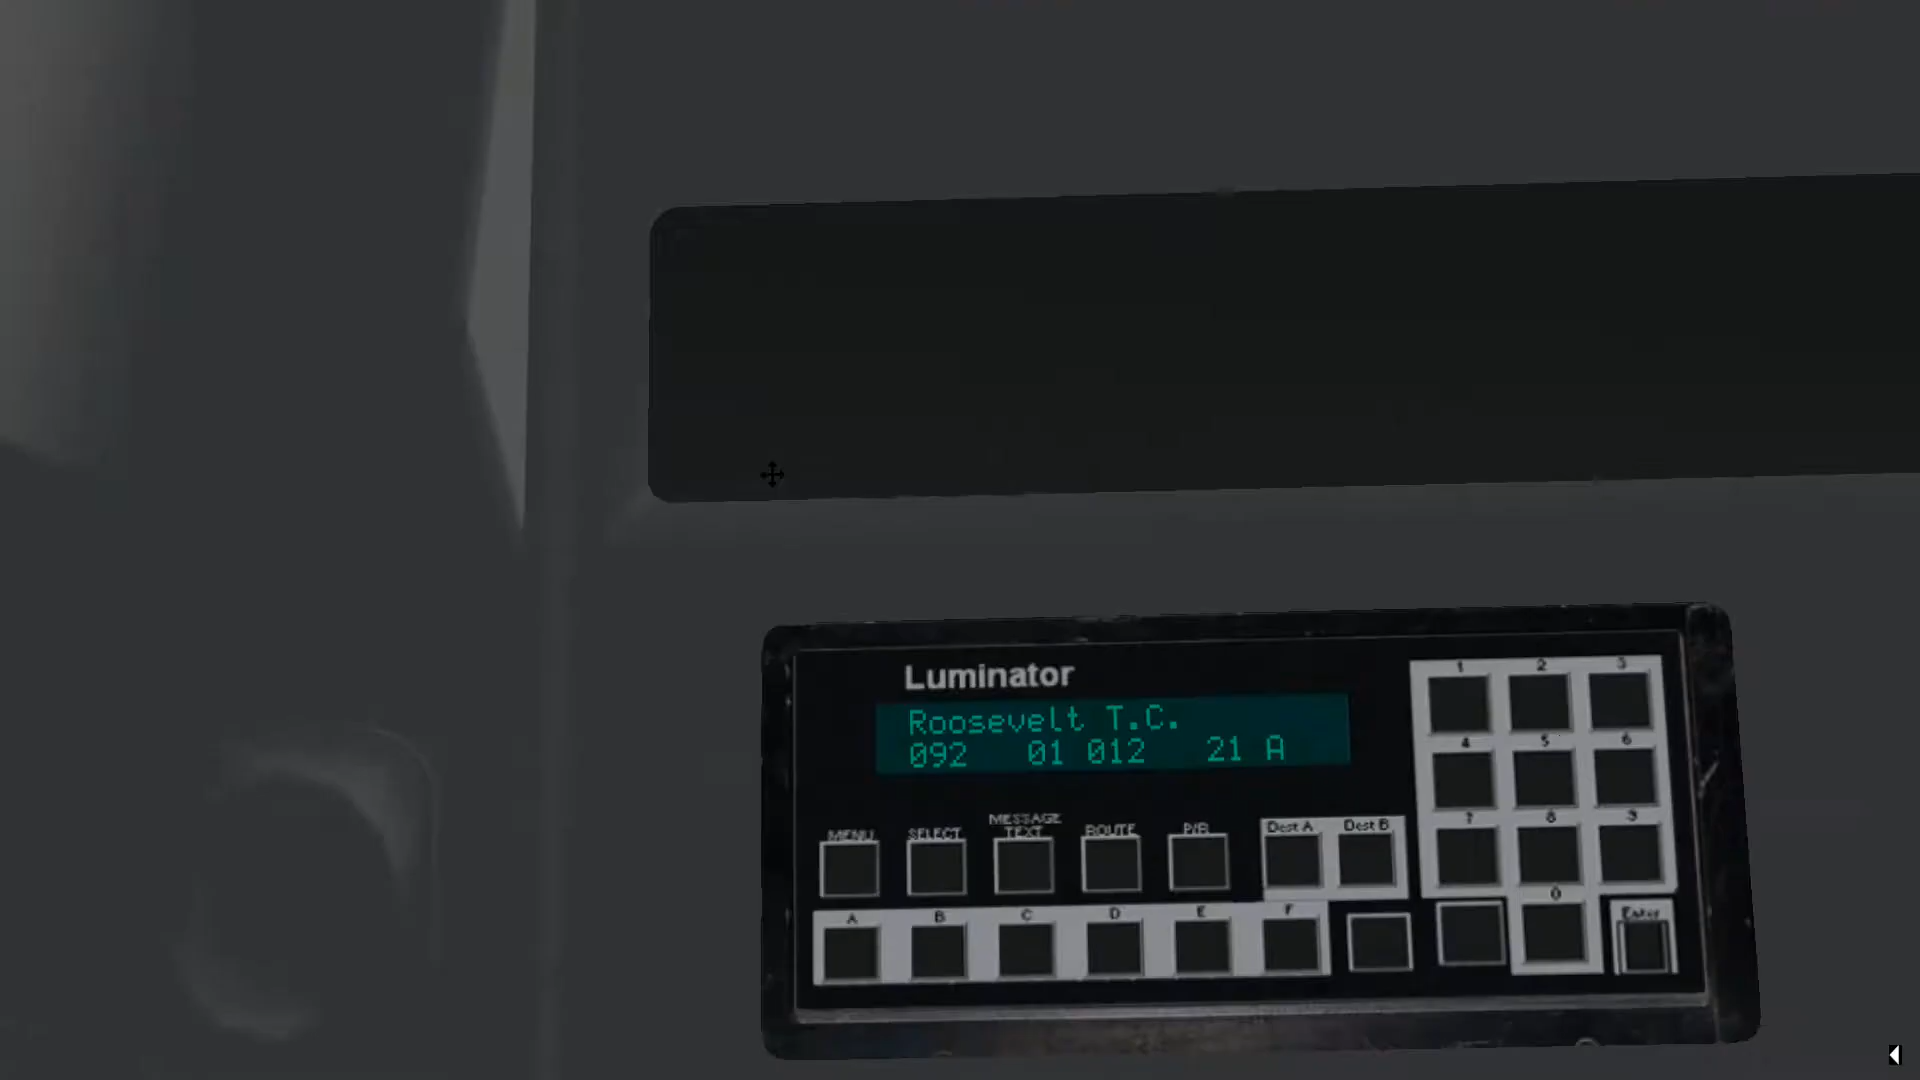 Luminator
Roosevelt T.C.
092 01 012 21 A
1 2 3
4 5 6
7 8 9
0
MENU SELECT MESSAGE TEXT ROUTE P/R Dest A Dest B
A B C D E F Enter